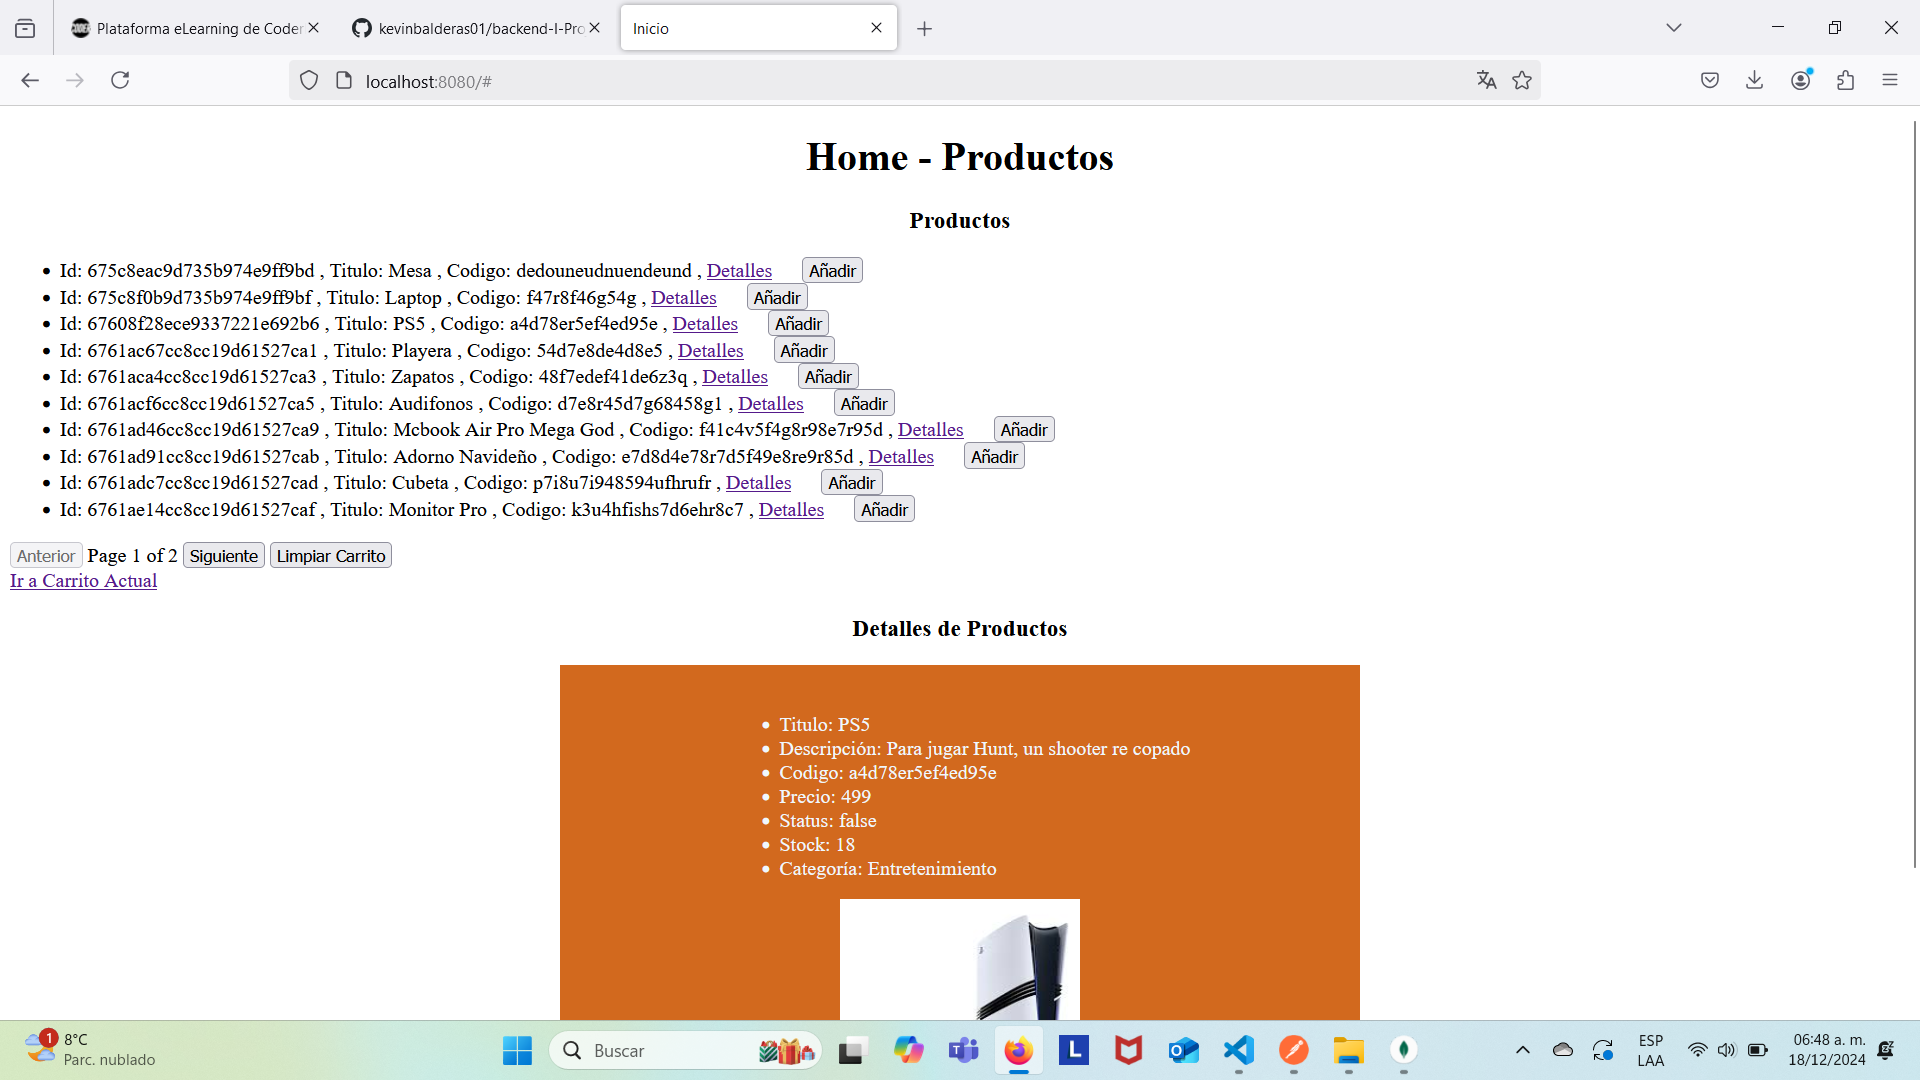 Plataforma eLearning de Coder
kevinbalderas01/backend-I-Pro
Inicio
localhost:8080/#
Home - Productos
Productos
Id: 675c8eac9d735b974e9ff9bd , Titulo: Mesa , Codigo: dedouneudnuendeund , Detalles Añadir
Id: 675c8f0b9d735b974e9ff9bf , Titulo: Laptop , Codigo: f47r8f46g54g , Detalles Añadir
Id: 67608f28ece9337221e692b6 , Titulo: PS5 , Codigo: a4d78er5ef4ed95e , Detalles Añadir
Id: 6761ac67cc8cc19d61527ca1 , Titulo: Playera , Codigo: 54d7e8de4d8e5 , Detalles Añadir
Id: 6761aca4cc8cc19d61527ca3 , Titulo: Zapatos , Codigo: 48f7edef41de6z3q , Detalles Añadir
Id: 6761acf6cc8cc19d61527ca5 , Titulo: Audifonos , Codigo: d7e8r45d7g68458g1 , Detalles Añadir
Id: 6761ad46cc8cc19d61527ca9 , Titulo: Mcbook Air Pro Mega God , Codigo: f41c4v5f4g8r98e7r95d , Detalles Añadir
Id: 6761ad91cc8cc19d61527cab , Titulo: Adorno Navideño , Codigo: e7d8d4e78r7d5f49e8re9r85d , Detalles Añadir
Id: 6761adc7cc8cc19d61527cad , Titulo: Cubeta , Codigo: p7i8u7i948594ufhrufr , Detalles Añadir
Id: 6761ae14cc8cc19d61527caf , Titulo: Monitor Pro , Codigo: k3u4hfishs7d6ehr8c7 , Detalles Añadir
Anterior Page 1 of 2 Siguiente Limpiar Carrito
Ir a Carrito Actual
Detalles de Productos
Titulo: PS5
Descripción: Para jugar Hunt, un shooter re copado
Codigo: a4d78er5ef4ed95e
Precio: 499
Status: false
Stock: 18
Categoría: Entretenimiento
1
8°C
Parc. nublado
Buscar
L
ESP
LAA
06:48 a. m.
18/12/2024